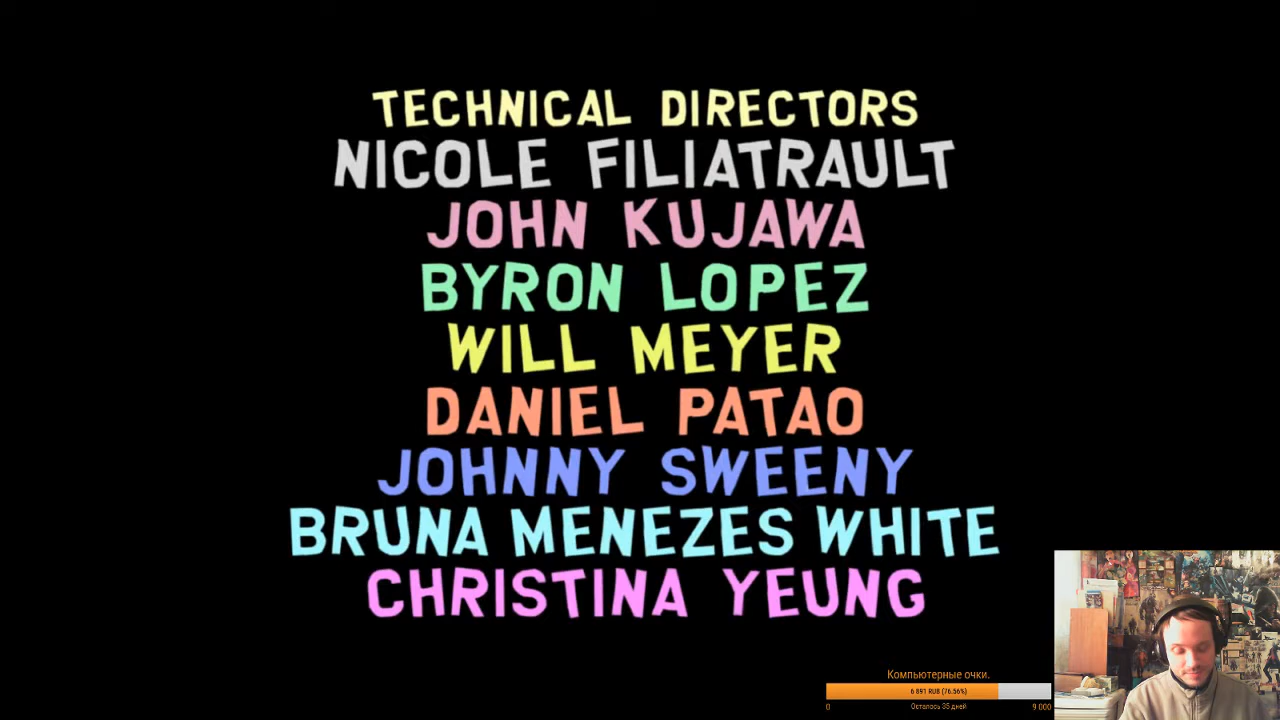 TECHNICAL DIRECTORS
NICOLE FILIATRAULT
JOHN KUJAWA
BYRON LOPEZ
WILL MEYER
DANIEL PATAO
JOHNNY SWEENY
BRUNA MENEZES WHITE
CHRISTINA YEUNG
Компьютерные очки.
6 891 RUB (76.56%)
0 Осталось 35 дней 9 000